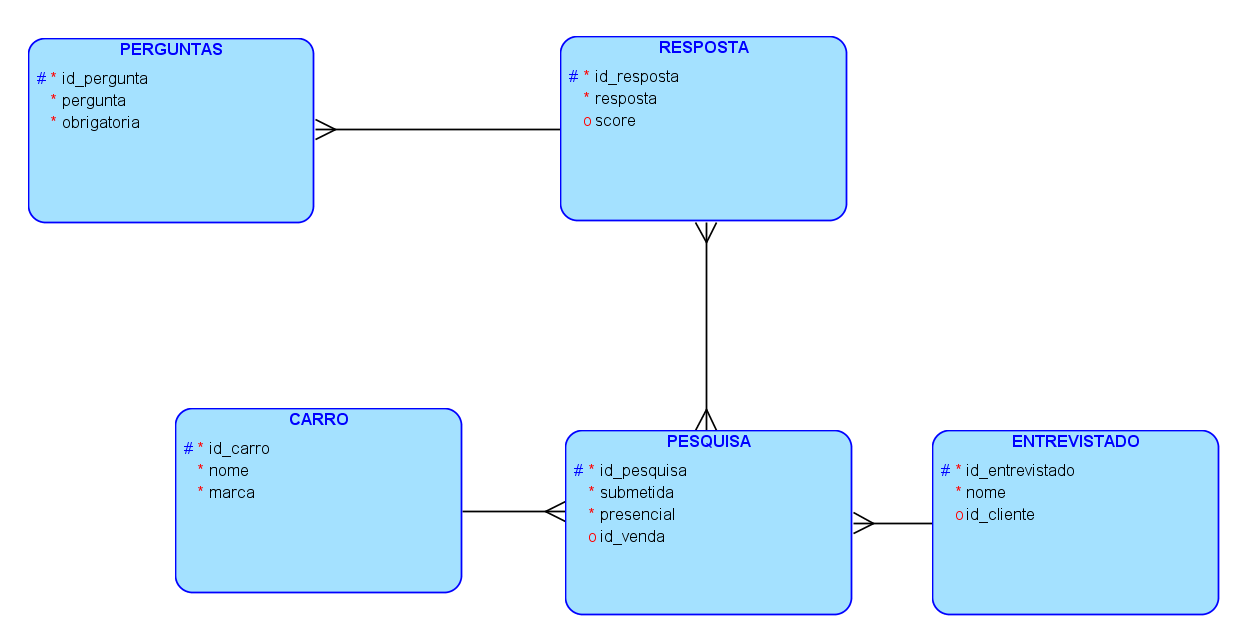 PERGUNTAS
# * id_pergunta
* pergunta
* obrigatoria
RESPOSTA
# * id_resposta
* resposta
o score
CARRO
# * id_carro
* nome
* marca
PESQUISA
# * id_pesquisa
* submetida
* presencial
o id_venda
ENTREVISTADO
# * id_entrevistado
* nome
o id_cliente